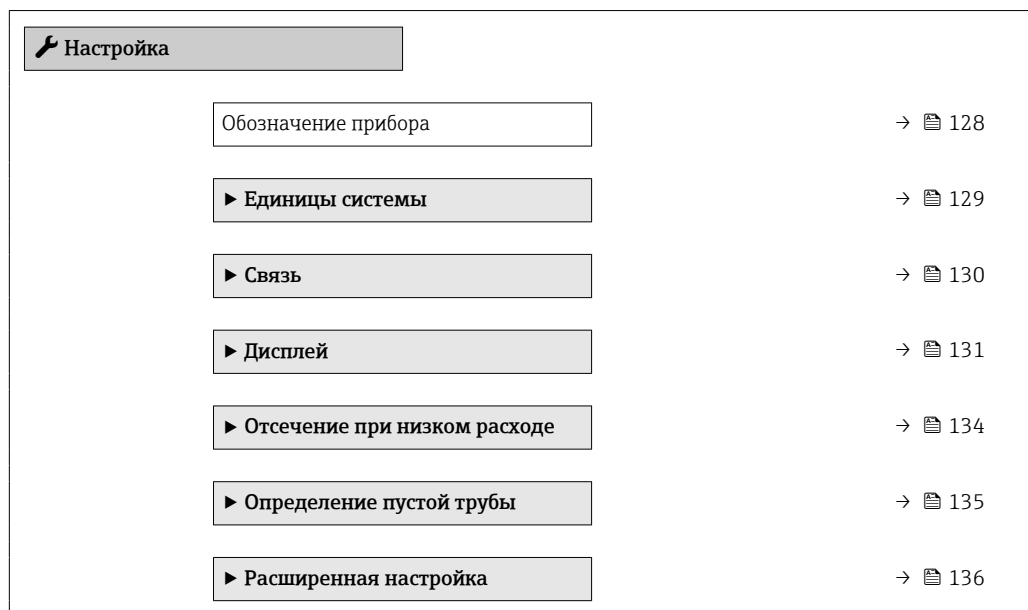 Настройка
Обозначение прибора → 128
► Единицы системы → 129
► Связь → 130
► Дисплей → 131
► Отсечение при низком расходе → 134
► Определение пустой трубы → 135
► Расширенная настройка → 136